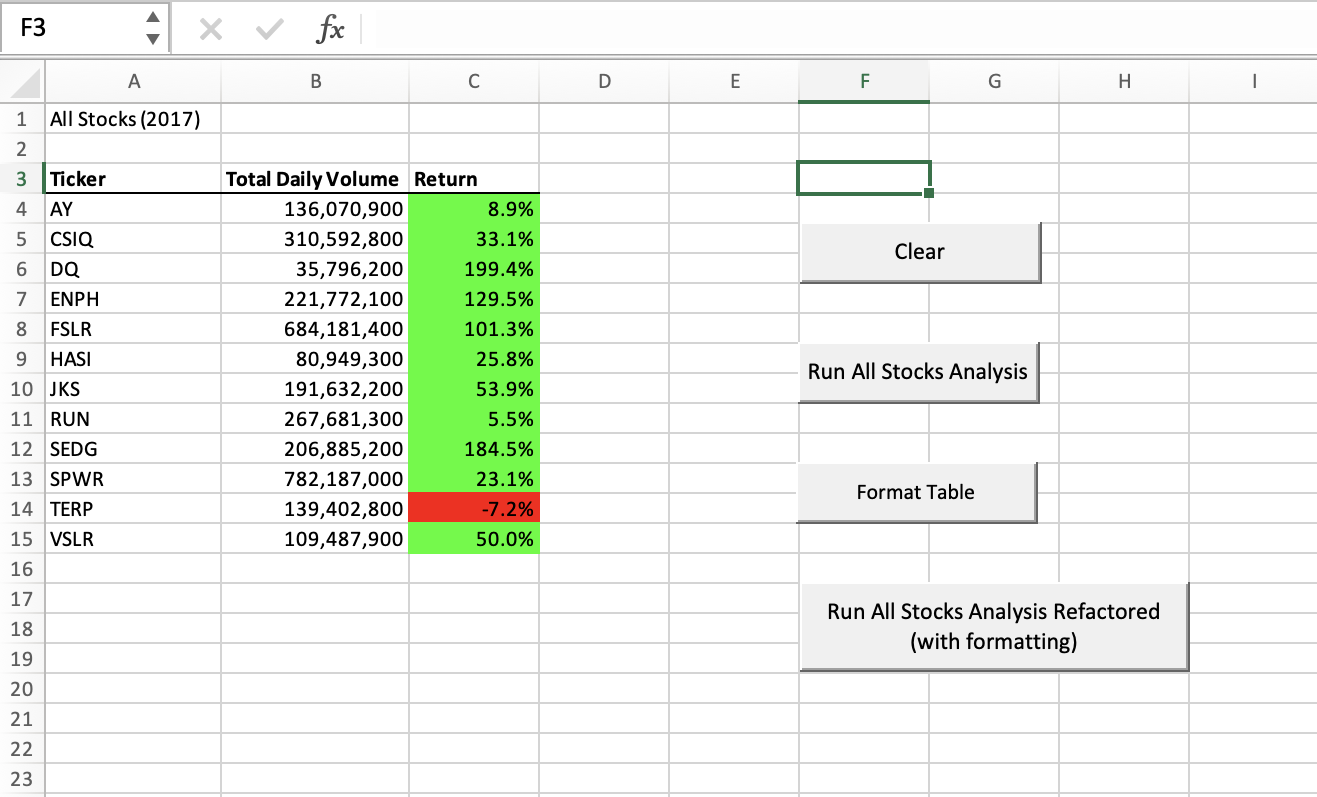 F3 fx
A B C D E F G H I
1 All Stocks (2017)
2
3 Ticker Total Daily Volume Return
4 AY 136,070,900 8.9%
5 CSIQ 310,592,800 33.1%
Clear
6 DQ 35,796,200 199.4%
7 ENPH 221,772,100 129.5%
8 FSLR 684,181,400 101.3%
9 HASI 80,949,300 25.8%
Run All Stocks Analysis
10 JKS 191,632,200 53.9%
11 RUN 267,681,300 5.5%
12 SEDG 206,885,200 184.5%
13 SPWR 782,187,000 23.1%
Format Table
14 TERP 139,402,800 -7.2%
15 VSLR 109,487,900 50.0%
16
17
Run All Stocks Analysis Refactored
18
(with formatting)
19
20
21
22
23